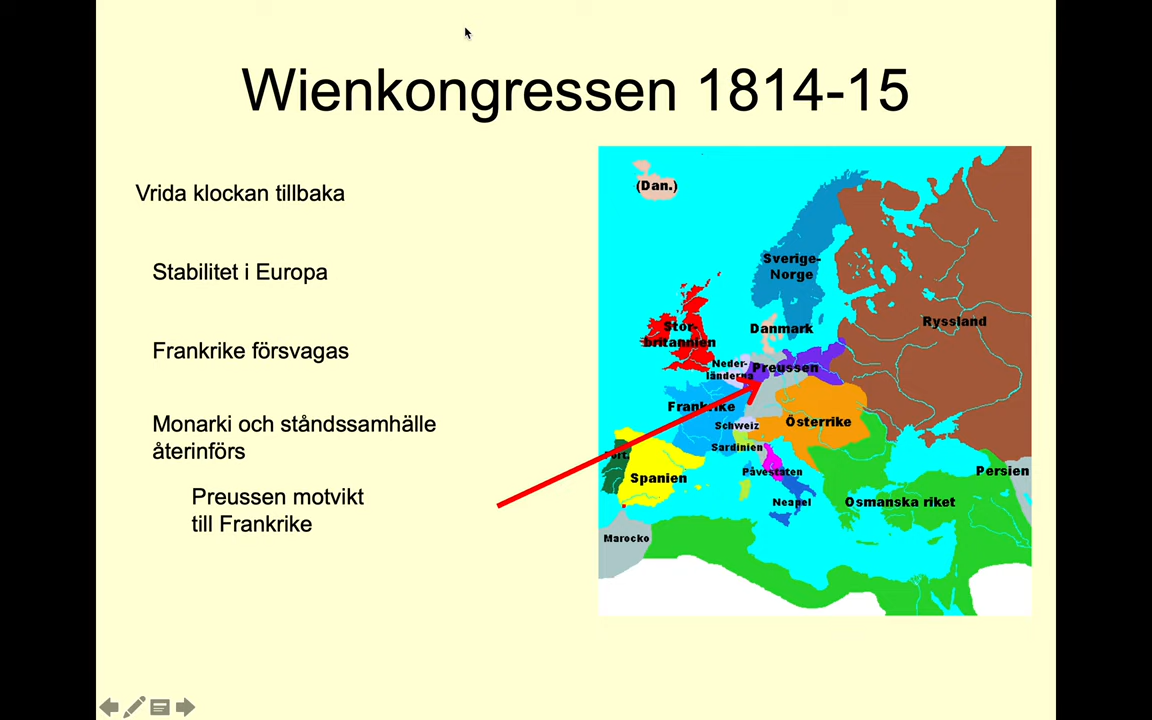 Wienkongressen 1814-15
Vrida klockan tillbaka
Stabilitet i Europa
Frankrike försvagas
Monarki och ståndssamhälle
återinförs
Preussen motvikt
till Frankrike
(Dan.)
Sverige-
Norge
Ryssland
Danmark
Stor-
britannien
Neder-
länderna
Preussen
Frankrike
Schweiz
Österrike
Sardinien
Port.
Spanien
Påvestaten
Persien
Neapel
Osmanska riket
Marocko